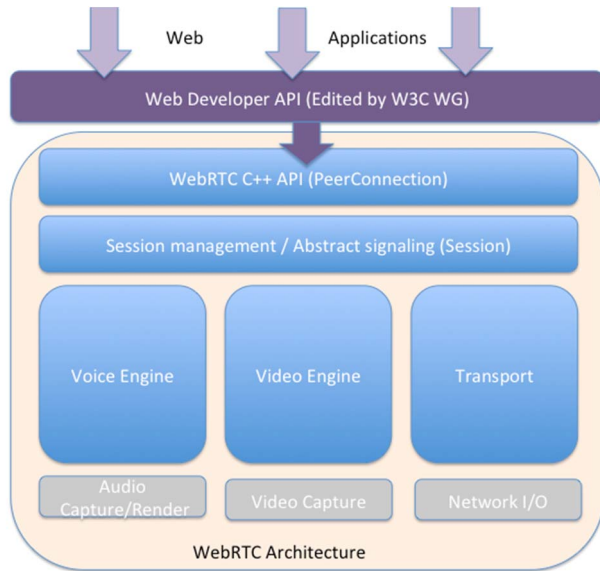 Web Applications
Web Developer API (Edited by W3C WG)
WebRTC C++ API (PeerConnection)
Session management / Abstract signaling (Session)
Voice Engine
Video Engine
Transport
Audio
Capture/Render
Video Capture
Network I/O
WebRTC Architecture